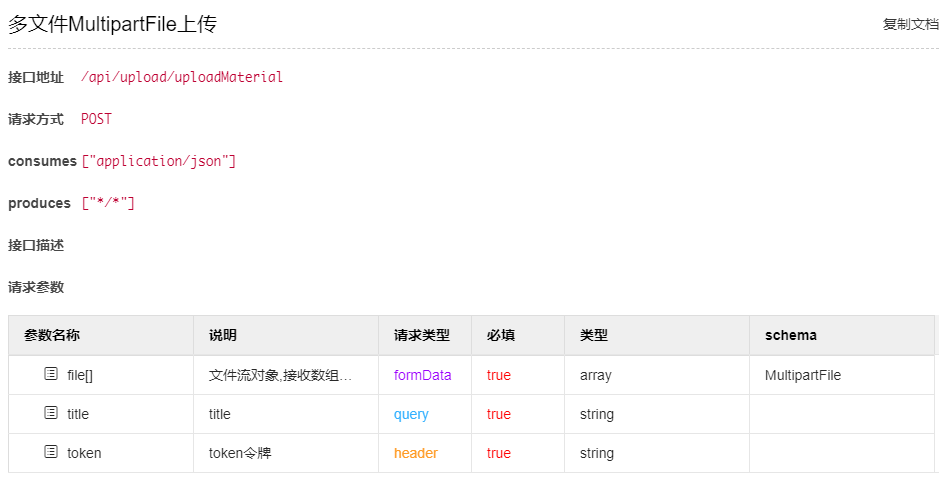 多文件MultipartFile上传 复制文档
接口地址 /api/upload/uploadMaterial
请求方式 POST
consumes ["application/json"]
produces ["*/*"]
接口描述
请求参数
参数名称 说明 请求类型 必填 类型 schema
file[] 文件流对象,接收数组... formData true array MultipartFile
title title query true string
token token令牌 header true string